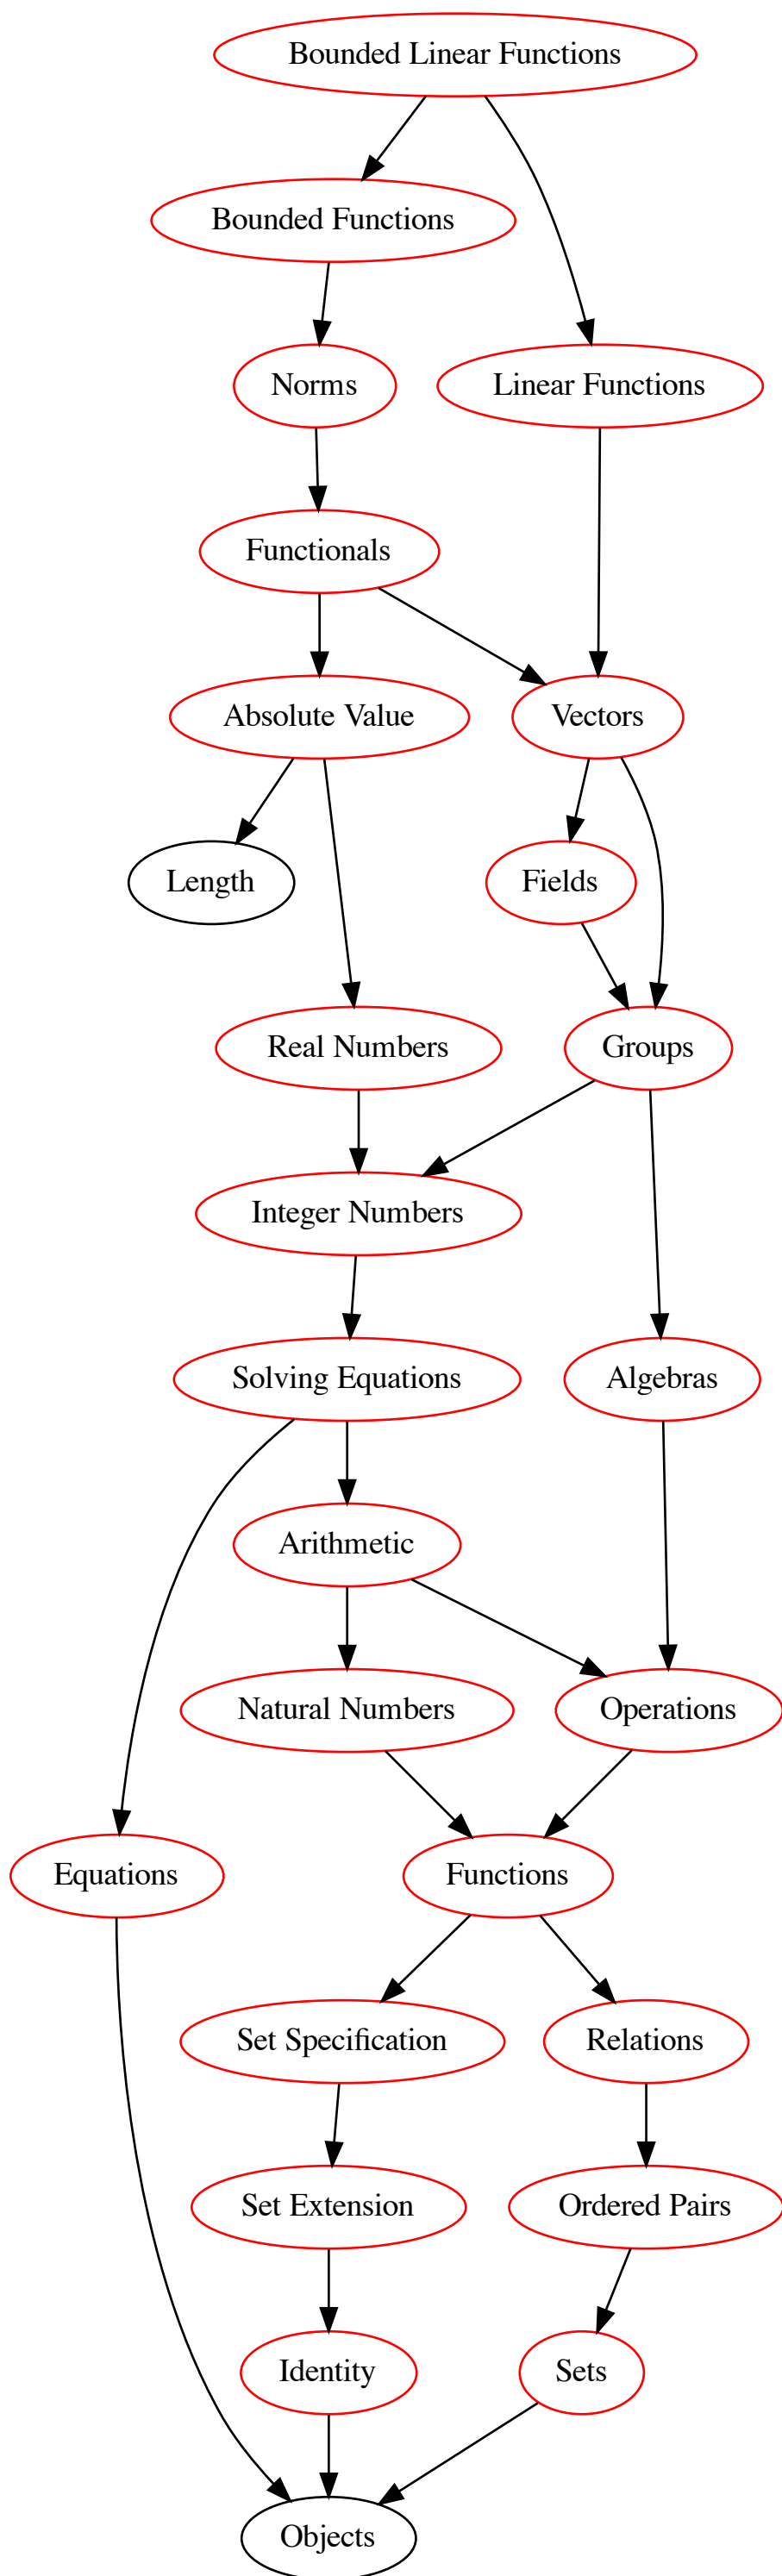 Bounded Linear Functions
Bounded Functions
Norms
Linear Functions
Functionals
Absolute Value
Vectors
Length
Fields
Real Numbers
Groups
Integer Numbers
Solving Equations
Algebras
Arithmetic
Natural Numbers
Operations
Equations
Functions
Set Specification
Relations
Set Extension
Ordered Pairs
Identity
Sets
Objects